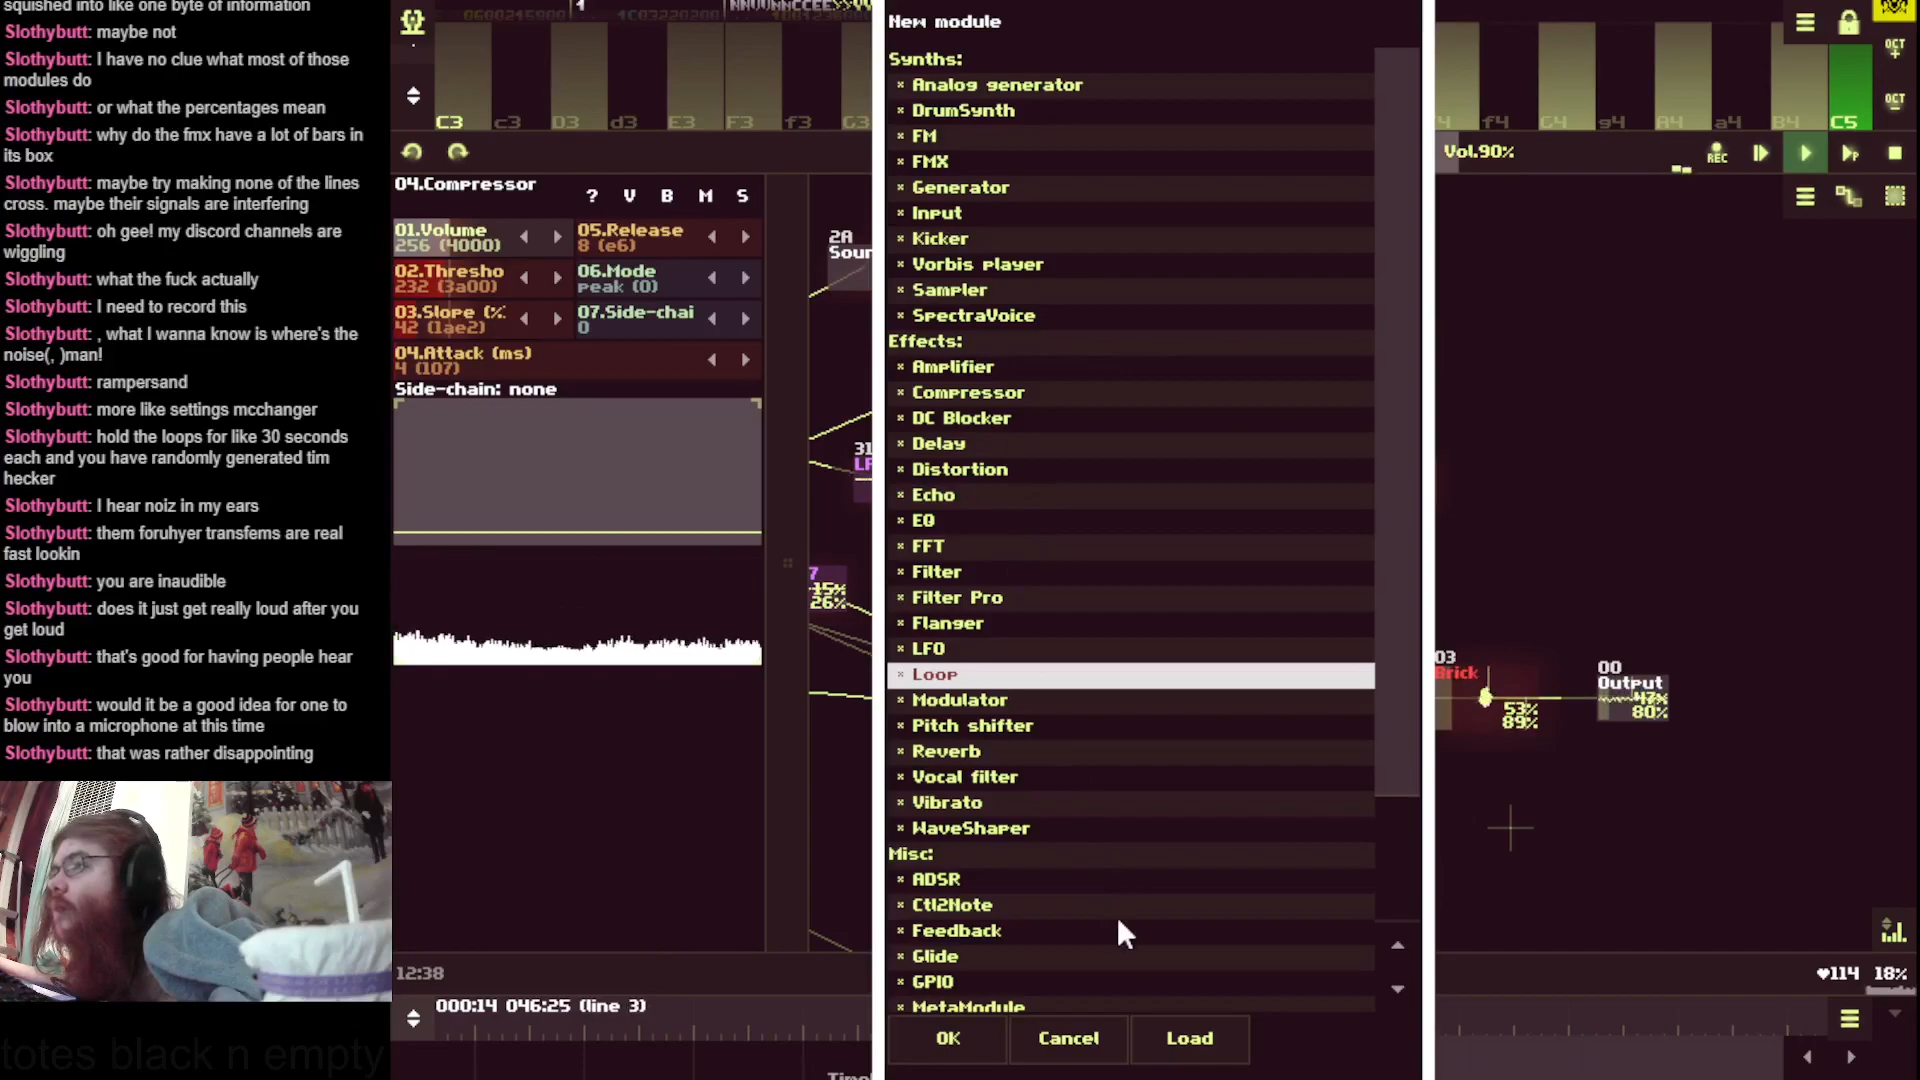 squished into like one byte of information
Slothybutt: maybe not
Slothybutt: I have no clue what most of those
modules do
Slothybutt: or what the percentages mean
Slothybutt: why do the fmx have a lot of bars in
its box
Slothybutt: maybe try making none of the lines
cross. maybe their signals are interfering
Slothybutt: oh gee! my discord channels are
wiggling
Slothybutt: what the fuck actually
Slothybutt: I need to record this
Slothybutt: , what I wanna know is where's the
noise(, )man!
Slothybutt: rampersand
Slothybutt: more like settings mcchanger
Slothybutt: hold the loops for like 30 seconds
each and you have randomly generated tim
hecker
Slothybutt: I hear noiz in my ears
Slothybutt: them foruhyer transfems are real
fast lookin
Slothybutt: you are inaudible
Slothybutt: does it just get really loud after you
get loud
Slothybutt: that's good for having people hear
you
Slothybutt: would it be a good idea for one to
blow into a microphone at this time
Slothybutt: that was rather disappointing
totes black n empty
C3 c3 D3 d3 E3 F3 f3 G3
04.Compressor ? V B M S
01.Volume
256 (4000)
05.Release
8 (e6)
02.Thresho
232 (3a00)
06.Mode
peak (0)
03.Slope (%
42 (1ae2)
07.Side-chai
0
04.Attack (ms)
4 (107)
Side-chain: none
12:38
000:14 046:25 (line 3)
2A
Sour
31
LF
7
15%
26%
New module
Synths:
Analog generator
DrumSynth
FM
FMX
Generator
Input
Kicker
Vorbis player
Sampler
SpectraVoice
Effects:
Amplifier
Compressor
DC Blocker
Delay
Distortion
Echo
EQ
FFT
Filter
Filter Pro
Flanger
LFO
Loop
Modulator
Pitch shifter
Reverb
Vocal filter
Vibrato
WaveShaper
Misc:
ADSR
Ctl2Note
Feedback
Glide
GPIO
MetaModule
OK Cancel Load
f4 G4 g4 A4 a4 B4 C5
OCT
+
OCT
-
Vol.90%
REC
03
Brick
53%
89%
00
Output
47%
80%
114 18%